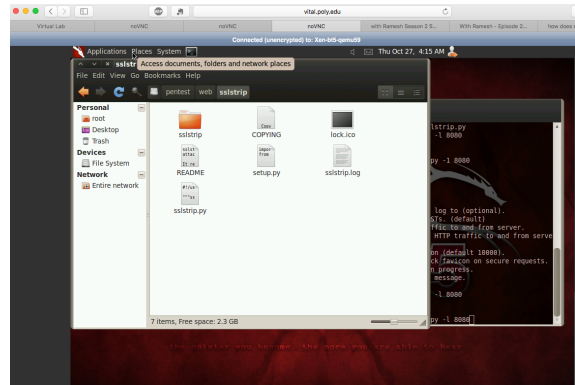 vital.poly.edu
Virtual Lab
noVNC
noVNC
noVNC
with Ramesh Season 2 S...
With Ramesh - Episode 2...
how does
Connected (unencrypted) to: Xen-bt5-qemu59
Applications Places System
Thu Oct 27, 4:15 AM
Access documents, folders and network places
sslstr
File Edit View Go Bookmarks Help
pentest web sslstrip
Personal
root
Desktop
Trash
Devices
File System
Network
Entire network
sslstrip
COPYING
lock.ico
README
setup.py
sslstrip.log
sslstrip.py
7 items, Free space: 2.3 GB
lstrip.py
-l 8080
py -l 8080
log to (optional).
STs. (default)
ffic to and from server.
HTTP traffic to and from serve
on (default 10000).
ck favicon on secure requests.
n progress.
message.
-l 8080
py -l 8080